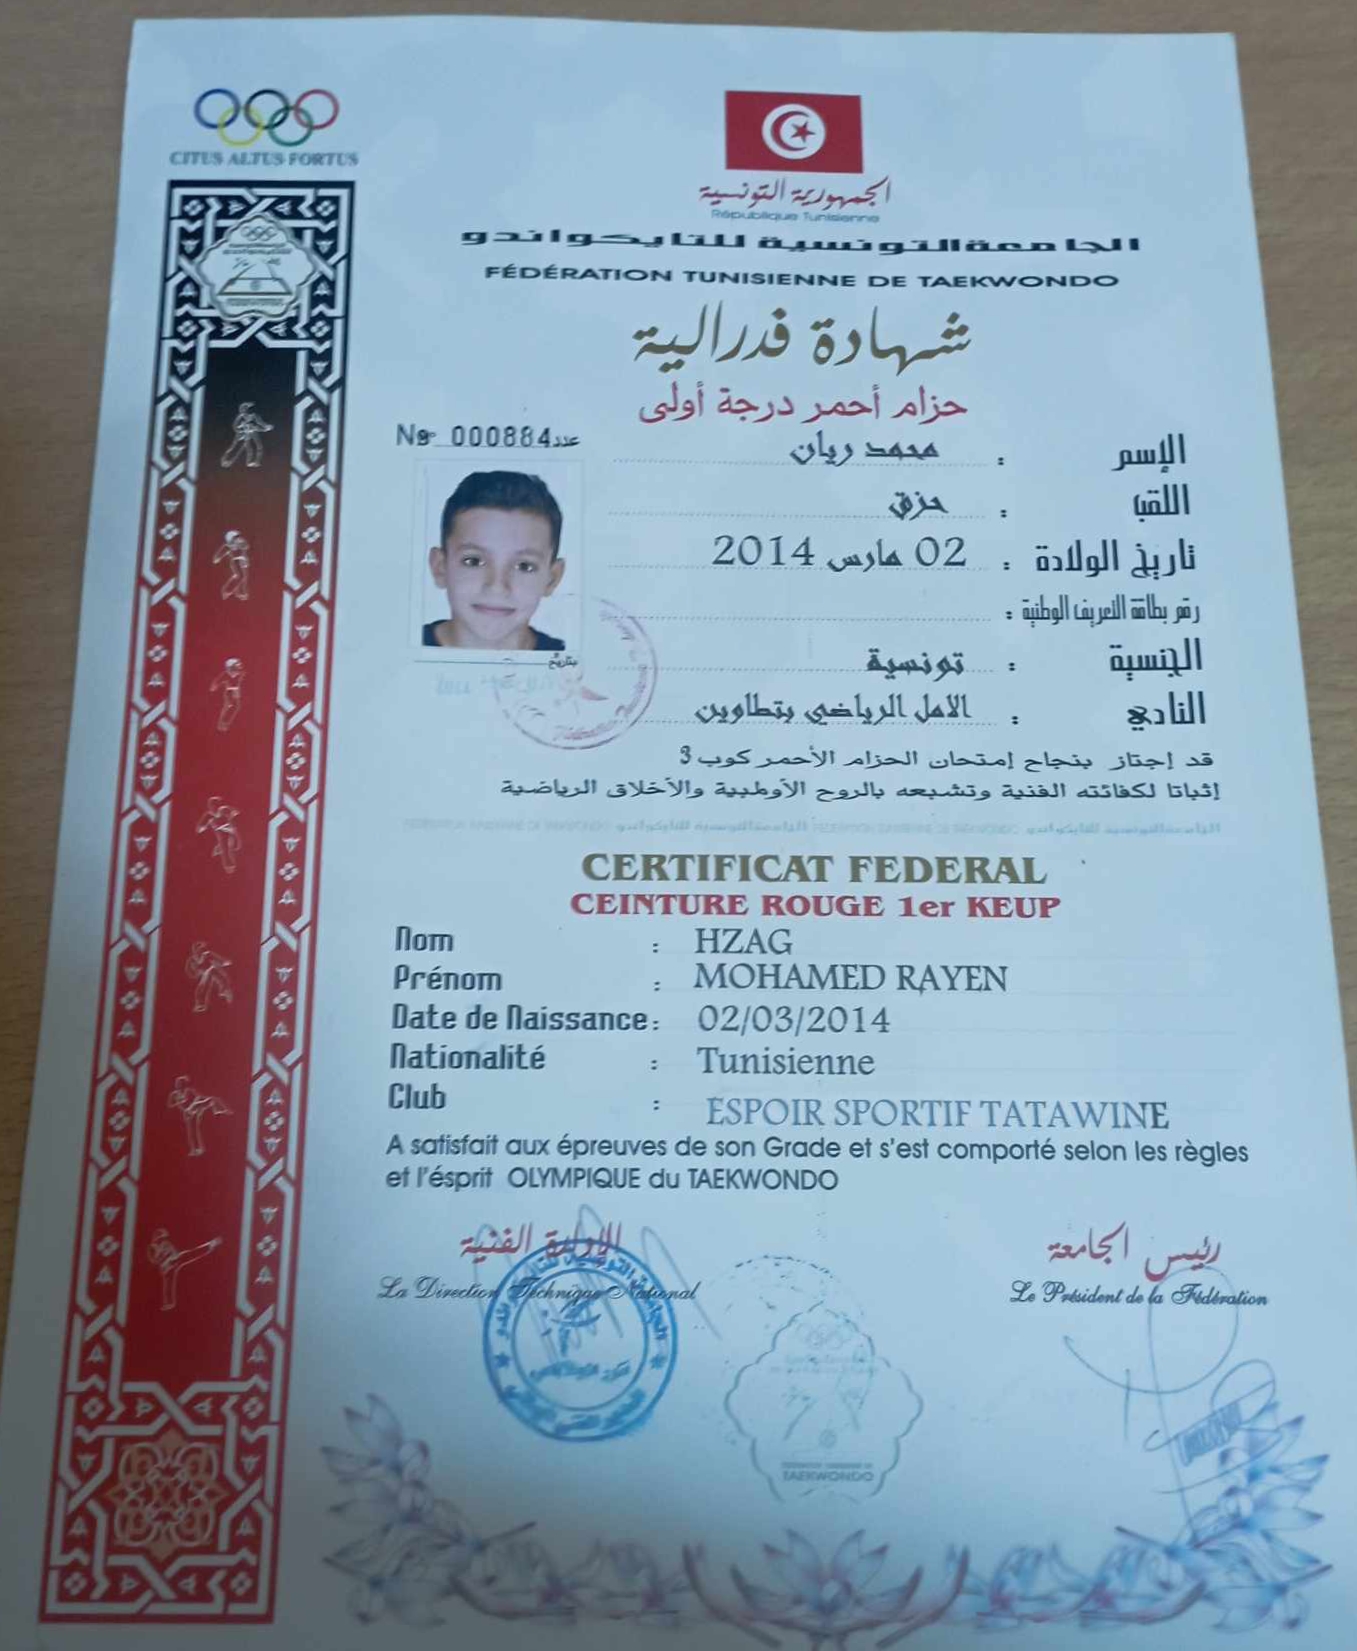 CITUS ALTUS FORTUS
الجمهورية التونسية
République Tunisienne
الجامعة التونسية للتايكواندو
FÉDÉRATION TUNISIENNE DE TAEKWONDO
شهادة فدرالية
حزام أحمر درجة أولى
000884 عدد
الإسم : محمد ريان
اللقب : حزق
تاريخ الولادة : 02 مارس 2014
رقم بطاقة التعريف الوطنية :
بتاريخ
الجنسية : تونسية
النادي : الامل الرياضي بتطاوين
قد إجتاز بنجاح إمتحان الحزام الأحمر كوب 3
إثباتا لكفائته الفنية وتشبعه بالروح الأولمبية والأخلاق الرياضية
CERTIFICAT FEDERAL
CEINTURE ROUGE 1er KEUP
Nom : HZAG
Prénom : MOHAMED RAYEN
Date de Naissance : 02/03/2014
Nationalité : Tunisienne
Club : ESPOIR SPORTIF TATAWINE
A satisfait aux épreuves de son Grade et s'est comporté selon les règles
et l'ésprit OLYMPIQUE du TAEKWONDO
الإدارة الفنية
رئيس الجامعة
La Direction Technique National
Le Président de la Fédération
TAEKWONDO